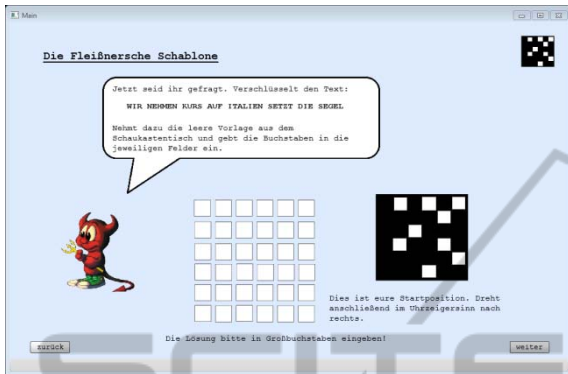 Main
Die Fleißnersche Schablone
Jetzt seid ihr gefragt. Verschlüsselt den Text:
WIR NEHMEN KURS AUF ITALIEN SETZT DIE SEGEL
Nehmt dazu die leere Vorlage aus dem
Schaukastentisch und gebt die Buchstaben in die
jeweiligen Felder ein.
Dies ist eure Startposition. Dreht
anschließend im Uhrzeigersinn nach
rechts.
Die Lösung bitte in Großbuchstaben eingeben!
zurück
weiter
SCITE